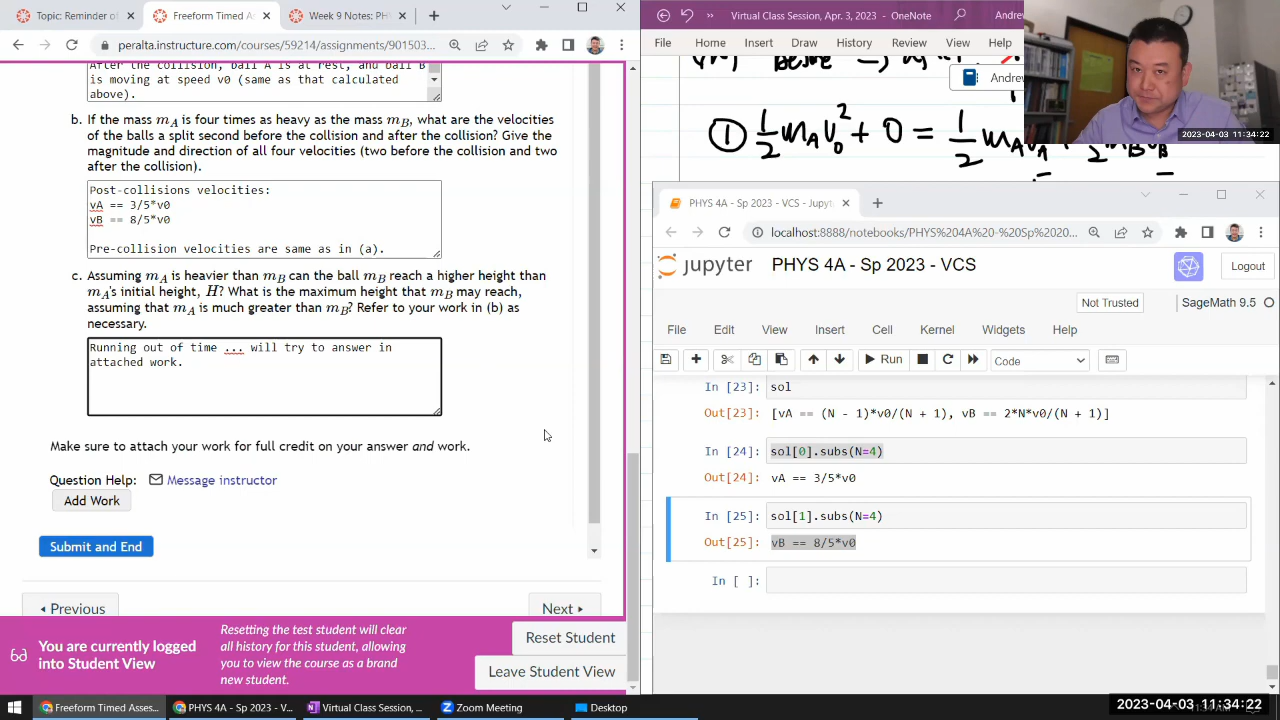 Topic: Reminder of
Freeform Timed Asses
Week 9 Notes: PH
peralta.instructure.com/courses/59214/assignments/901503...
After the collision, ball A is at rest, and ball B
is moving at speed v0 (same as that calculated
above).
b. If the mass mA is four times as heavy as the mass mB, what are the velocities
of the balls a split second before the collision and after the collision? Give the
magnitude and direction of all four velocities (two before the collision and two
after the collision).
Post-collisions velocities:
vA == 3/5*v0
vB == 8/5*v0
Pre-collision velocities are same as in (a).
c. Assuming mA is heavier than mB can the ball mB reach a higher height than
mA's initial height, H? What is the maximum height that mB may reach,
assuming that mA is much greater than mB? Refer to your work in (b) as
necessary.
Running out of time ... will try to answer in
attached work.
Make sure to attach your work for full credit on your answer and work.
Question Help: Message instructor
Add Work
Submit and End
◂ Previous
Next ▸
You are currently logged
into Student View
Resetting the test student will clear
all history for this student, allowing
you to view the course as a brand
new student.
Reset Student
Leave Student View
Virtual Class Session, Apr. 3, 2023 - OneNote
Andre
File Home Insert Draw History Review View Help
Andrew
① 1/2 mA v0² + 0 = 1/2 mA vA
2023-04-03 11:34:22
PHYS 4A - Sp 2023 - VCS - Jupyt
localhost:8888/notebooks/PHYS%204A%20-%20Sp%2020...
jupyter PHYS 4A - Sp 2023 - VCS
Logout
Not Trusted
SageMath 9.5
File Edit View Insert Cell Kernel Widgets Help
Run
Code
In [23]: sol
Out[23]: [vA == (N - 1)*v0/(N + 1), vB == 2*N*v0/(N + 1)]
In [24]: sol[0].subs(N=4)
Out[24]: vA == 3/5*v0
In [25]: sol[1].subs(N=4)
Out[25]: vB == 8/5*v0
In [ ]:
Freeform Timed Asses...
PHYS 4A - Sp 2023 - V...
Virtual Class Session, ...
Zoom Meeting
Desktop
2023-04-03 11:34:22